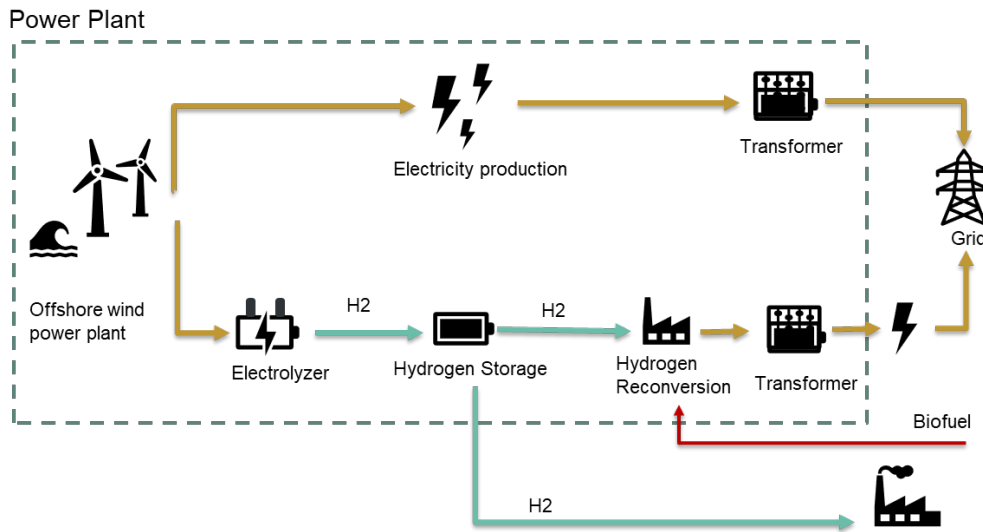 Power Plant
Electricity production
Transformer
Grid
Offshore wind
power plant
H2
H2
Electrolyzer
Hydrogen Storage
Hydrogen
Reconversion
Transformer
Biofuel
H2